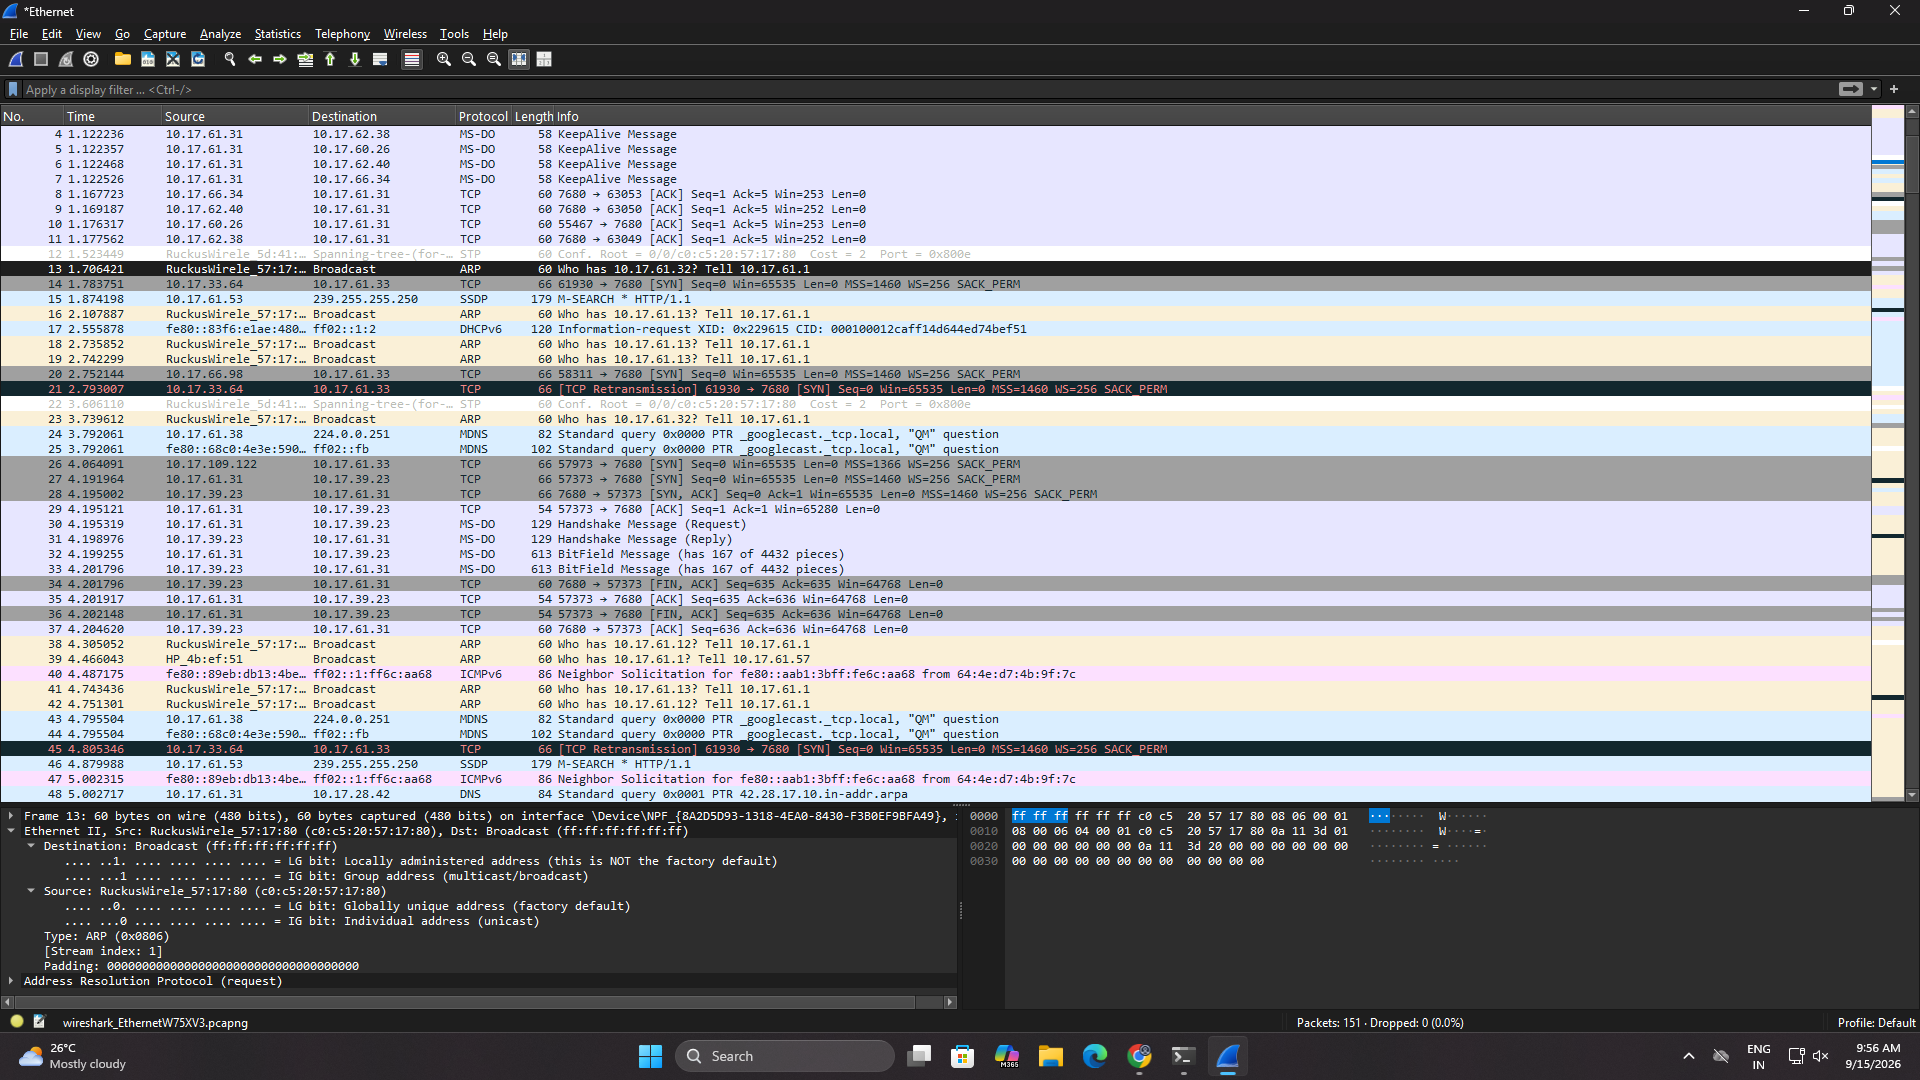 *Ethernet
File Edit View Go Capture Analyze Statistics Telephony Wireless Tools Help
Apply a display filter ... <Ctrl-/>
No. Time Source Destination Protocol Length Info
4 1.122236 10.17.61.31 10.17.62.38 MS-DO 58 KeepAlive Message
5 1.122357 10.17.61.31 10.17.60.26 MS-DO 58 KeepAlive Message
6 1.122468 10.17.61.31 10.17.62.40 MS-DO 58 KeepAlive Message
7 1.122526 10.17.61.31 10.17.66.34 MS-DO 58 KeepAlive Message
8 1.167723 10.17.66.34 10.17.61.31 TCP 60 7680 → 63053 [ACK] Seq=1 Ack=5 Win=253 Len=0
9 1.169187 10.17.62.40 10.17.61.31 TCP 60 7680 → 63050 [ACK] Seq=1 Ack=5 Win=252 Len=0
10 1.176317 10.17.60.26 10.17.61.31 TCP 60 55467 → 7680 [ACK] Seq=1 Ack=5 Win=253 Len=0
11 1.177562 10.17.62.38 10.17.61.31 TCP 60 7680 → 63049 [ACK] Seq=1 Ack=5 Win=252 Len=0
12 1.523449 RuckusWirele_5d:41:… Spanning-tree-(for-… STP 60 Conf. Root = 0/0/c0:c5:20:57:17:80 Cost = 2 Port = 0x800e
13 1.706421 RuckusWirele_57:17:… Broadcast ARP 60 Who has 10.17.61.32? Tell 10.17.61.1
14 1.783751 10.17.33.64 10.17.61.33 TCP 66 61930 → 7680 [SYN] Seq=0 Win=65535 Len=0 MSS=1460 WS=256 SACK_PERM
15 1.874198 10.17.61.53 239.255.255.250 SSDP 179 M-SEARCH * HTTP/1.1
16 2.107887 RuckusWirele_57:17:… Broadcast ARP 60 Who has 10.17.61.13? Tell 10.17.61.1
17 2.555878 fe80::83f6:e1ae:480… ff02::1:2 DHCPv6 120 Information-request XID: 0x229615 CID: 000100012caff14d644ed74bef51
18 2.735852 RuckusWirele_57:17:… Broadcast ARP 60 Who has 10.17.61.13? Tell 10.17.61.1
19 2.742299 RuckusWirele_57:17:… Broadcast ARP 60 Who has 10.17.61.13? Tell 10.17.61.1
20 2.752144 10.17.66.98 10.17.61.33 TCP 66 58311 → 7680 [SYN] Seq=0 Win=65535 Len=0 MSS=1460 WS=256 SACK_PERM
21 2.793007 10.17.33.64 10.17.61.33 TCP 66 [TCP Retransmission] 61930 → 7680 [SYN] Seq=0 Win=65535 Len=0 MSS=1460 WS=256 SACK_PERM
22 3.606110 RuckusWirele_5d:41:… Spanning-tree-(for-… STP 60 Conf. Root = 0/0/c0:c5:20:57:17:80 Cost = 2 Port = 0x800e
23 3.739612 RuckusWirele_57:17:… Broadcast ARP 60 Who has 10.17.61.32? Tell 10.17.61.1
24 3.792061 10.17.61.38 224.0.0.251 MDNS 82 Standard query 0x0000 PTR _googlecast._tcp.local, "QM" question
25 3.792061 fe80::68c0:4e3e:590… ff02::fb MDNS 102 Standard query 0x0000 PTR _googlecast._tcp.local, "QM" question
26 4.064091 10.17.109.122 10.17.61.33 TCP 66 57973 → 7680 [SYN] Seq=0 Win=65535 Len=0 MSS=1366 WS=256 SACK_PERM
27 4.191964 10.17.61.31 10.17.39.23 TCP 66 57373 → 7680 [SYN] Seq=0 Win=65535 Len=0 MSS=1460 WS=256 SACK_PERM
28 4.195002 10.17.39.23 10.17.61.31 TCP 66 7680 → 57373 [SYN, ACK] Seq=0 Ack=1 Win=65535 Len=0 MSS=1460 WS=256 SACK_PERM
29 4.195121 10.17.61.31 10.17.39.23 TCP 54 57373 → 7680 [ACK] Seq=1 Ack=1 Win=65280 Len=0
30 4.195319 10.17.61.31 10.17.39.23 MS-DO 129 Handshake Message (Request)
31 4.198976 10.17.39.23 10.17.61.31 MS-DO 129 Handshake Message (Reply)
32 4.199255 10.17.61.31 10.17.39.23 MS-DO 613 BitField Message (has 167 of 4432 pieces)
33 4.201796 10.17.39.23 10.17.61.31 MS-DO 613 BitField Message (has 167 of 4432 pieces)
34 4.201796 10.17.39.23 10.17.61.31 TCP 60 7680 → 57373 [FIN, ACK] Seq=635 Ack=635 Win=64768 Len=0
35 4.201917 10.17.61.31 10.17.39.23 TCP 54 57373 → 7680 [ACK] Seq=635 Ack=636 Win=64768 Len=0
36 4.202148 10.17.61.31 10.17.39.23 TCP 54 57373 → 7680 [FIN, ACK] Seq=635 Ack=636 Win=64768 Len=0
37 4.204620 10.17.39.23 10.17.61.31 TCP 60 7680 → 57373 [ACK] Seq=636 Ack=636 Win=64768 Len=0
38 4.305052 RuckusWirele_57:17:… Broadcast ARP 60 Who has 10.17.61.12? Tell 10.17.61.1
39 4.466043 HP_4b:ef:51 Broadcast ARP 60 Who has 10.17.61.1? Tell 10.17.61.57
40 4.487175 fe80::89eb:db13:4be… ff02::1:ff6c:aa68 ICMPv6 86 Neighbor Solicitation for fe80::aab1:3bff:fe6c:aa68 from 64:4e:d7:4b:9f:7c
41 4.743436 RuckusWirele_57:17:… Broadcast ARP 60 Who has 10.17.61.13? Tell 10.17.61.1
42 4.751301 RuckusWirele_57:17:… Broadcast ARP 60 Who has 10.17.61.12? Tell 10.17.61.1
43 4.795504 10.17.61.38 224.0.0.251 MDNS 82 Standard query 0x0000 PTR _googlecast._tcp.local, "QM" question
44 4.795504 fe80::68c0:4e3e:590… ff02::fb MDNS 102 Standard query 0x0000 PTR _googlecast._tcp.local, "QM" question
45 4.805346 10.17.33.64 10.17.61.33 TCP 66 [TCP Retransmission] 61930 → 7680 [SYN] Seq=0 Win=65535 Len=0 MSS=1460 WS=256 SACK_PERM
46 4.879988 10.17.61.53 239.255.255.250 SSDP 179 M-SEARCH * HTTP/1.1
47 5.002315 fe80::89eb:db13:4be… ff02::1:ff6c:aa68 ICMPv6 86 Neighbor Solicitation for fe80::aab1:3bff:fe6c:aa68 from 64:4e:d7:4b:9f:7c
48 5.002717 10.17.61.31 10.17.28.42 DNS 84 Standard query 0x0001 PTR 42.28.17.10.in-addr.arpa
Frame 13: 60 bytes on wire (480 bits), 60 bytes captured (480 bits) on interface \Device\NPF_{8A2D5D93-1318-4EA0-8430-F3B0EF9BFA49},
Ethernet II, Src: RuckusWirele_57:17:80 (c0:c5:20:57:17:80), Dst: Broadcast (ff:ff:ff:ff:ff:ff)
Destination: Broadcast (ff:ff:ff:ff:ff:ff)
.... ..1. .... .... .... .... = LG bit: Locally administered address (this is NOT the factory default)
.... ...1 .... .... .... .... = IG bit: Group address (multicast/broadcast)
Source: RuckusWirele_57:17:80 (c0:c5:20:57:17:80)
.... ..0. .... .... .... .... = LG bit: Globally unique address (factory default)
.... ...0 .... .... .... .... = IG bit: Individual address (unicast)
Type: ARP (0x0806)
[Stream index: 1]
Padding: 000000000000000000000000000000000000
Address Resolution Protocol (request)
0000 ff ff ff ff ff ff c0 c5 20 57 17 80 08 06 00 01 ········ W······
0010 08 00 06 04 00 01 c0 c5 20 57 17 80 0a 11 3d 01 ········ W····=·
0020 00 00 00 00 00 00 0a 11 3d 20 00 00 00 00 00 00 ········ = ······
0030 00 00 00 00 00 00 00 00 00 00 00 00 ········ ····
wireshark_EthernetW75XV3.pcapng
Packets: 151 · Dropped: 0 (0.0%)
Profile: Default
26°C
Mostly cloudy
Search
M365
ENG
IN
9:56 AM
9/15/2026